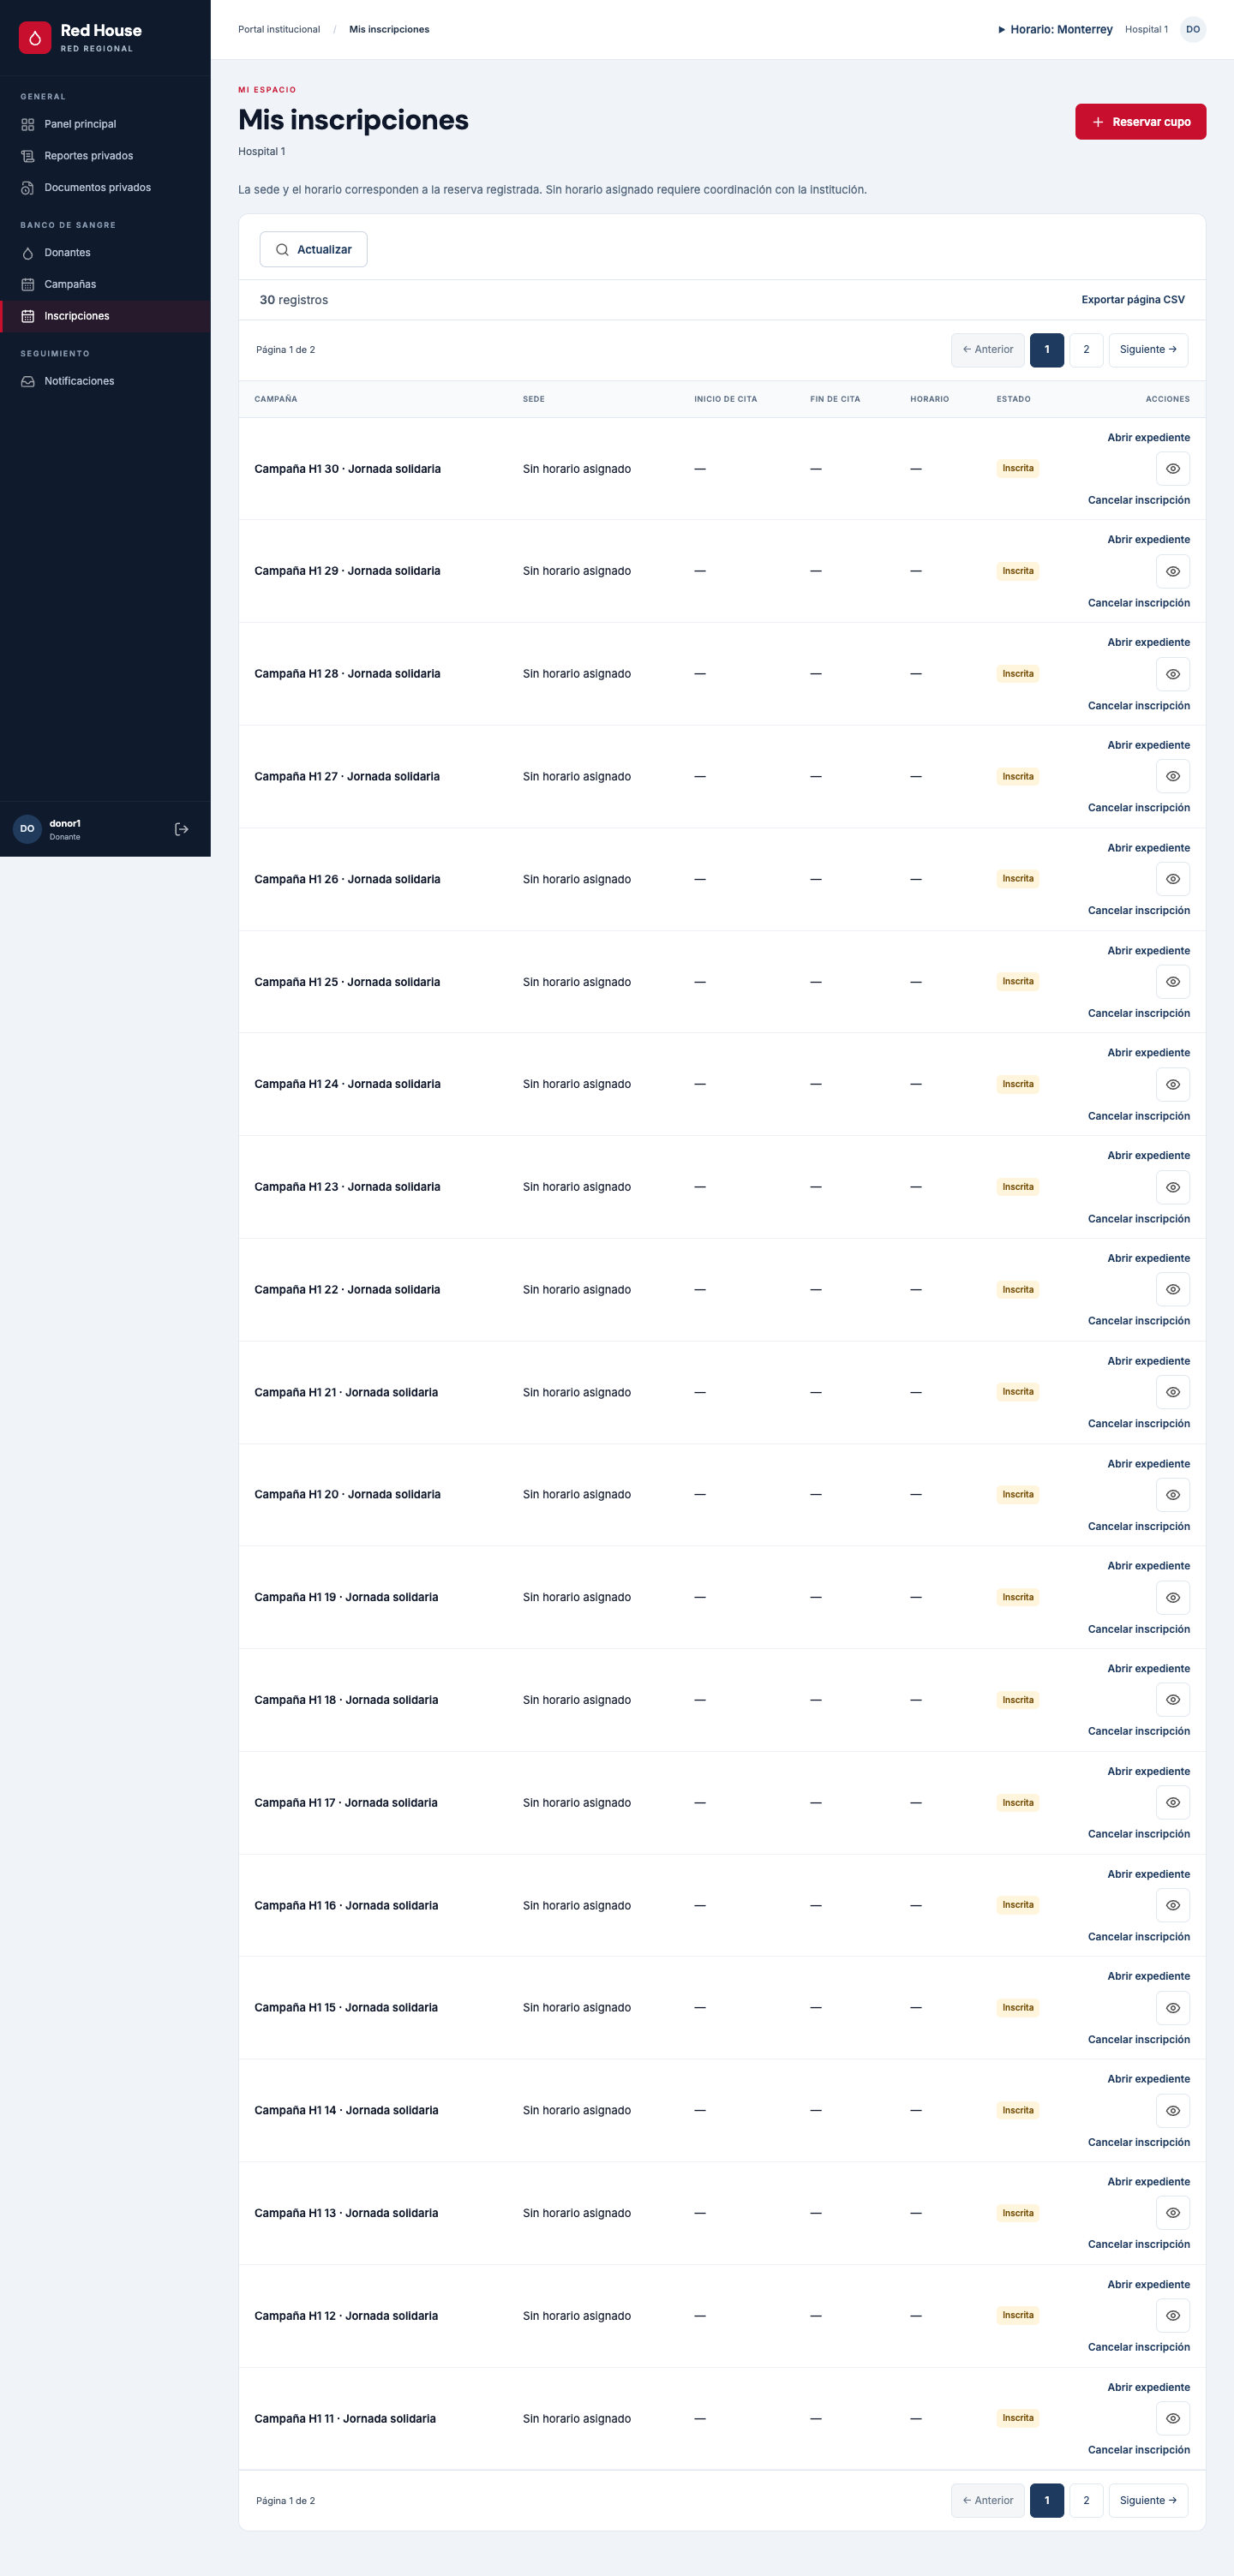 Red House
RED REGIONAL
GENERAL
Panel principal
Reportes privados
Documentos privados
BANCO DE SANGRE
Donantes
Campañas
Inscripciones
SEGUIMIENTO
Notificaciones
DO
donor1
Donante
Portal institucional / Mis inscripciones
▶ Horario: Monterrey Hospital 1 DO
MI ESPACIO
Mis inscripciones
Hospital 1
+ Reservar cupo
La sede y el horario corresponden a la reserva registrada. Sin horario asignado requiere coordinación con la institución.
Actualizar
30 registros Exportar página CSV
Página 1 de 2 ← Anterior 1 2 Siguiente →
CAMPAÑA SEDE INICIO DE CITA FIN DE CITA HORARIO ESTADO ACCIONES
Abrir expediente
Campaña H1 30 · Jornada solidaria Sin horario asignado — — — Inscrita
Cancelar inscripción
Abrir expediente
Campaña H1 29 · Jornada solidaria Sin horario asignado — — — Inscrita
Cancelar inscripción
Abrir expediente
Campaña H1 28 · Jornada solidaria Sin horario asignado — — — Inscrita
Cancelar inscripción
Abrir expediente
Campaña H1 27 · Jornada solidaria Sin horario asignado — — — Inscrita
Cancelar inscripción
Abrir expediente
Campaña H1 26 · Jornada solidaria Sin horario asignado — — — Inscrita
Cancelar inscripción
Abrir expediente
Campaña H1 25 · Jornada solidaria Sin horario asignado — — — Inscrita
Cancelar inscripción
Abrir expediente
Campaña H1 24 · Jornada solidaria Sin horario asignado — — — Inscrita
Cancelar inscripción
Abrir expediente
Campaña H1 23 · Jornada solidaria Sin horario asignado — — — Inscrita
Cancelar inscripción
Abrir expediente
Campaña H1 22 · Jornada solidaria Sin horario asignado — — — Inscrita
Cancelar inscripción
Abrir expediente
Campaña H1 21 · Jornada solidaria Sin horario asignado — — — Inscrita
Cancelar inscripción
Abrir expediente
Campaña H1 20 · Jornada solidaria Sin horario asignado — — — Inscrita
Cancelar inscripción
Abrir expediente
Campaña H1 19 · Jornada solidaria Sin horario asignado — — — Inscrita
Cancelar inscripción
Abrir expediente
Campaña H1 18 · Jornada solidaria Sin horario asignado — — — Inscrita
Cancelar inscripción
Abrir expediente
Campaña H1 17 · Jornada solidaria Sin horario asignado — — — Inscrita
Cancelar inscripción
Abrir expediente
Campaña H1 16 · Jornada solidaria Sin horario asignado — — — Inscrita
Cancelar inscripción
Abrir expediente
Campaña H1 15 · Jornada solidaria Sin horario asignado — — — Inscrita
Cancelar inscripción
Abrir expediente
Campaña H1 14 · Jornada solidaria Sin horario asignado — — — Inscrita
Cancelar inscripción
Abrir expediente
Campaña H1 13 · Jornada solidaria Sin horario asignado — — — Inscrita
Cancelar inscripción
Abrir expediente
Campaña H1 12 · Jornada solidaria Sin horario asignado — — — Inscrita
Cancelar inscripción
Abrir expediente
Campaña H1 11 · Jornada solidaria Sin horario asignado — — — Inscrita
Cancelar inscripción
Página 1 de 2 ← Anterior 1 2 Siguiente →